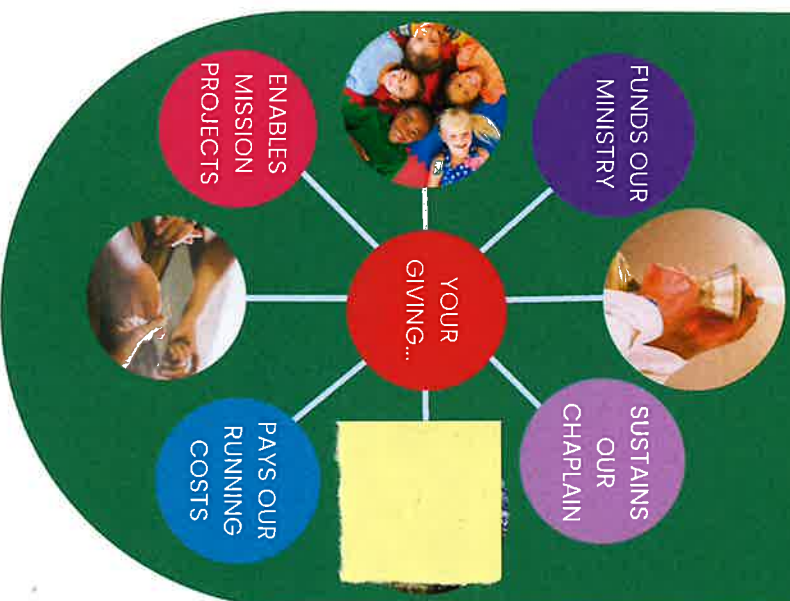 FUNDS OUR
MINISTRY
SUSTAINS
OUR
CHAPLAIN
YOUR
GIVING...
ENABLES
MISSION
PROJECTS
PAYS OUR
RUNNING
COSTS